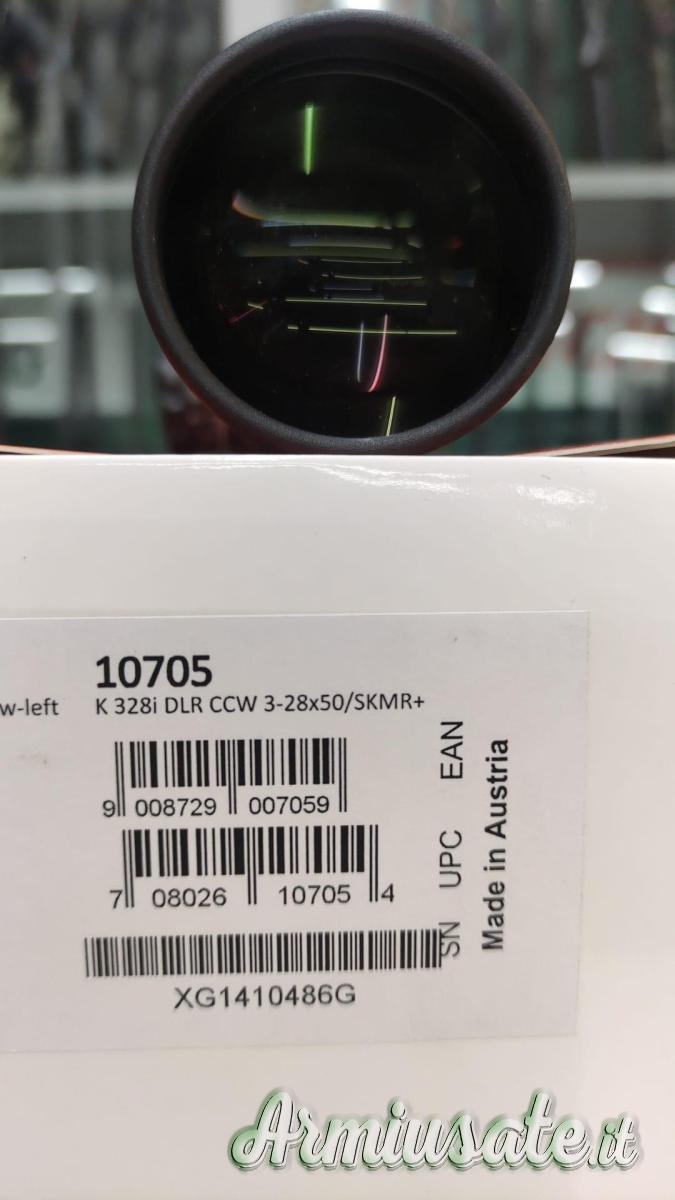 10705
w-left K 328i DLR CCW 3-28x50/SKMR+
9 008729 007059
EAN
7 08026 10705 4
UPC
XG1410486G
SN
Made in Austria
Armiusate.it